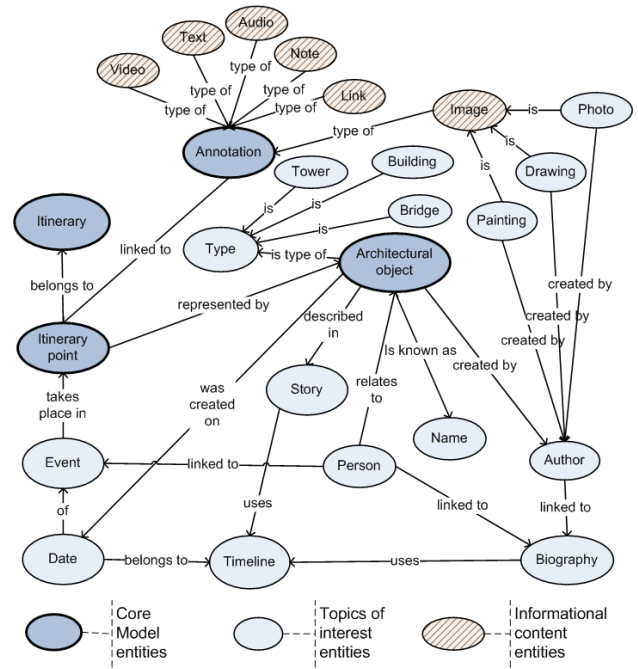 Audio
Text
Note
Video
type of
type of
type of
type of
type of
Link
Image
is
Photo
type of
is
Annotation
Drawing
is
Tower
Building
Painting
Itinerary
is
is
Bridge
linked to
Type
is
is type of
Architectural
object
belongs to
represented by
created by
described
in
created by
Itinerary
point
Is known as
created by
relates
to
created by
takes
place in
was
created
on
Story
Name
Event
linked to
Person
Author
of
uses
linked to
linked to
Date
belongs to
Timeline
uses
Biography
Core
Model
entities
Topics of
interest
entities
Informational
content
entities